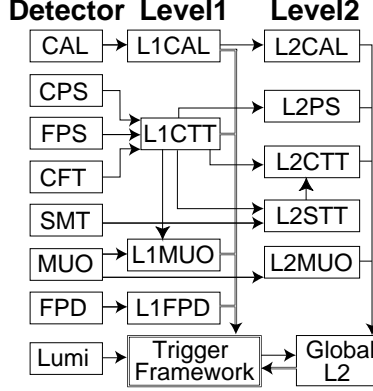 Detector Level1 Level2
CAL L1CAL L2CAL
CPS
L2PS
FPS L1CTT
L2CTT
CFT
SMT L2STT
MUO L1MUO L2MUO
FPD L1FPD
Lumi Trigger Framework Global L2